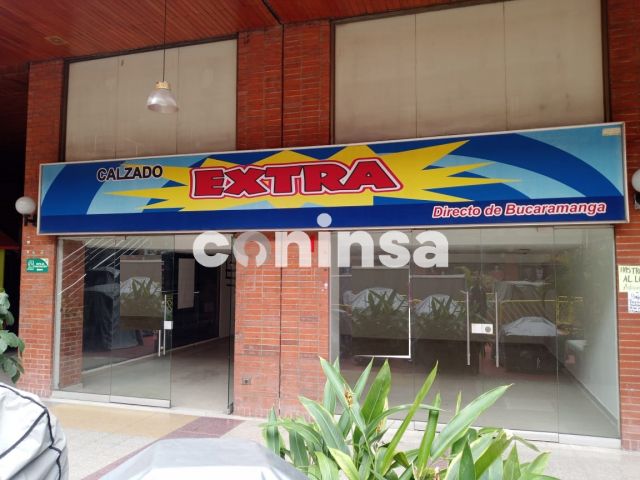 CALZADO
EXTRA
Directo de Bucaramanga
coninsa